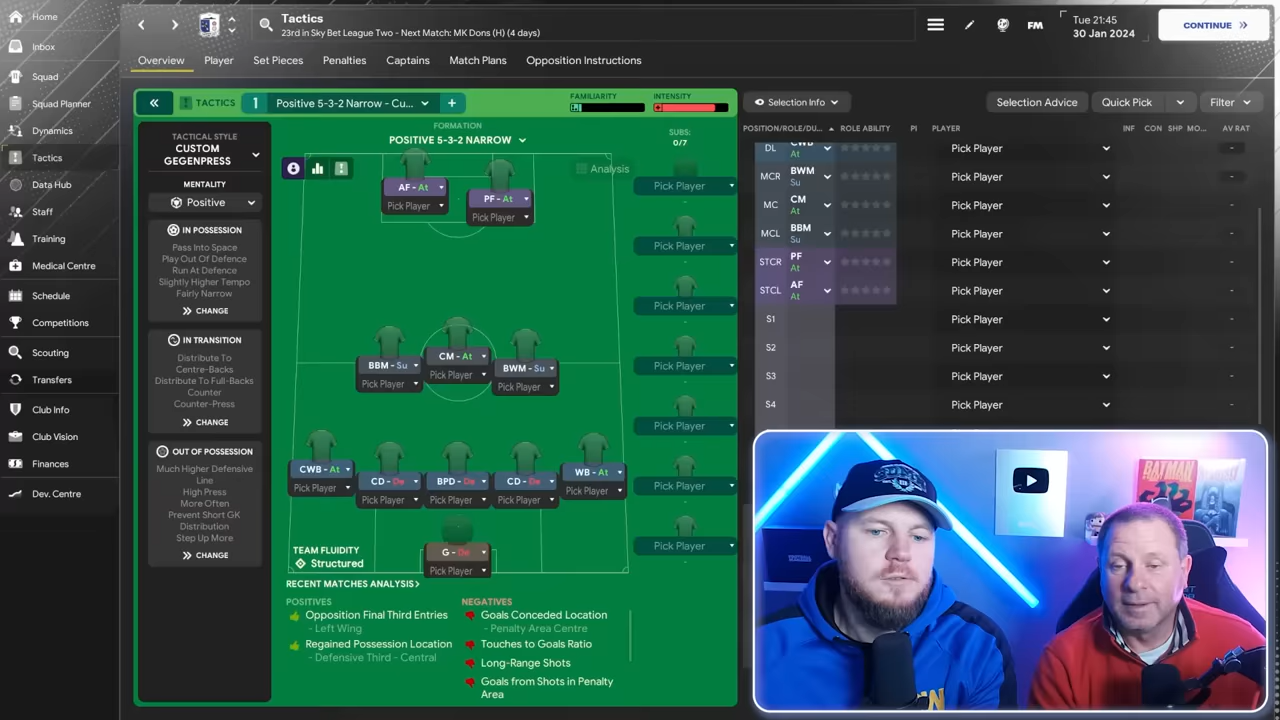 Home
Inbox
Squad
Squad Planner
Dynamics
Tactics
Data Hub
Staff
Training
Medical Centre
Schedule
Competitions
Scouting
Transfers
Club Info
Club Vision
Finances
Dev. Centre
Tactics
23rd in Sky Bet League Two - Next Match: MK Dons (H) (4 days)
FM
Tue 21:45
30 Jan 2024
CONTINUE
Overview
Player
Set Pieces
Penalties
Captains
Match Plans
Opposition Instructions
TACTICS
1
Positive 5-3-2 Narrow - Cu...
FAMILIARITY
INTENSITY
TACTICAL STYLE
CUSTOM
GEGENPRESS
MENTALITY
Positive
IN POSSESSION
Pass Into Space
Play Out Of Defence
Run At Defence
Slightly Higher Tempo
Fairly Narrow
CHANGE
IN TRANSITION
Distribute To
Centre-Backs
Distribute To Full-Backs
Counter
Counter-Press
CHANGE
OUT OF POSSESSION
Much Higher Defensive
Line
High Press
More Often
Prevent Short GK
Distribution
Step Up More
CHANGE
FORMATION
POSITIVE 5-3-2 NARROW
Analysis
AF - At
Pick Player
PF - At
Pick Player
BBM - Su
Pick Player
CM - At
Pick Player
BWM - Su
Pick Player
CWB - At
Pick Player
CD - De
Pick Player
BPD - De
Pick Player
CD - De
Pick Player
WB - At
Pick Player
G - De
Pick Player
TEAM FLUIDITY
Structured
RECENT MATCHES ANALYSIS
POSITIVES
Opposition Final Third Entries
- Left Wing
Regained Possession Location
- Defensive Third - Central
NEGATIVES
Goals Conceded Location
- Penalty Area Centre
Touches to Goals Ratio
Long-Range Shots
Goals from Shots in Penalty
Area
SUBS:
0/7
Pick Player
-
Pick Player
-
Pick Player
-
Pick Player
-
Pick Player
-
Pick Player
-
Pick Player
-
Selection Info
Selection Advice
Quick Pick
Filter
POSITION/ROLE/DU...
ROLE ABILITY
PI
PLAYER
INF
CON
SHP
MO...
AV RAT
DL CWB At Pick Player -
MCR BWM Su Pick Player -
MC CM At Pick Player -
MCL BBM Su Pick Player -
STCR PF At Pick Player -
STCL AF At Pick Player -
S1 Pick Player -
S2 Pick Player -
S3 Pick Player -
S4 Pick Player -
BATMAN